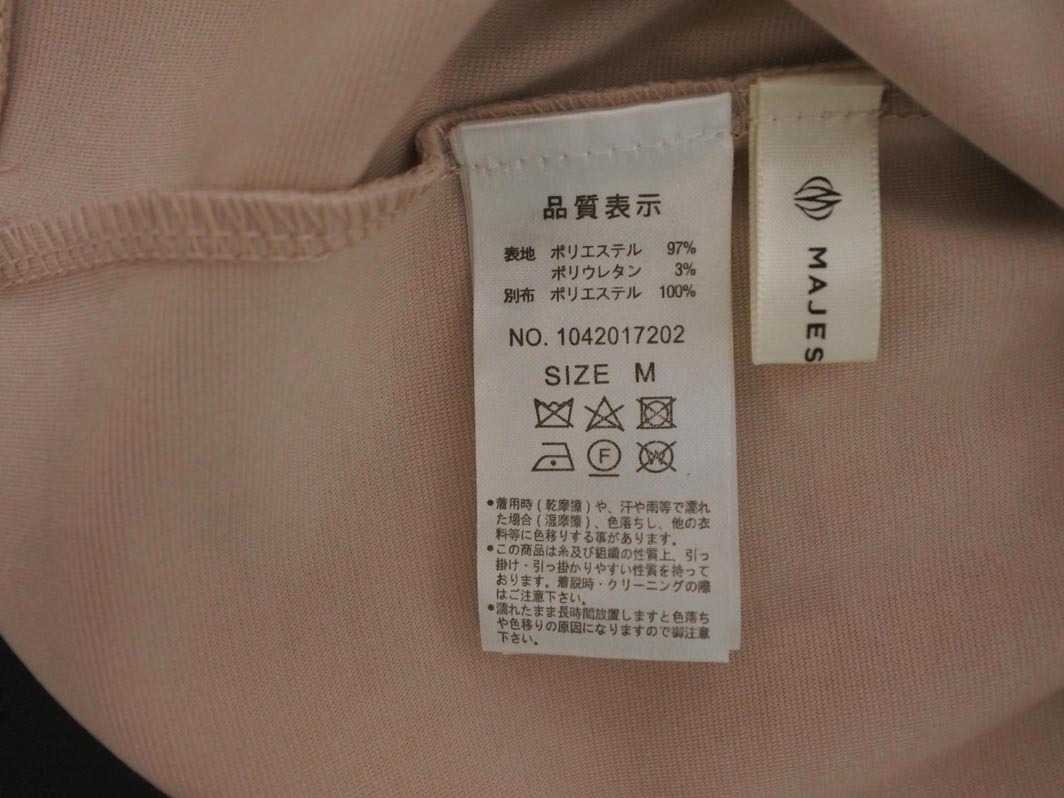 品質表示
表地 ポリエステル 97%
ポリウレタン 3%
別布 ポリエステル 100%
NO. 1042017202
SIZE M
F
W
•着用時(乾摩擦)や、汗や雨等で濡れ
た場合(湿摩擦)、色落ちし、他の衣
料等に色移りする事があります。
•この商品は糸及び組織の性質上、引っ
掛け・引っ掛かりやすい性質を持って
おります。着脱時・クリーニングの際
はご注意下さい。
•濡れたまま長時間放置しますと色落ち
や色移りの原因になりますので御注意
下さい。
MAJES